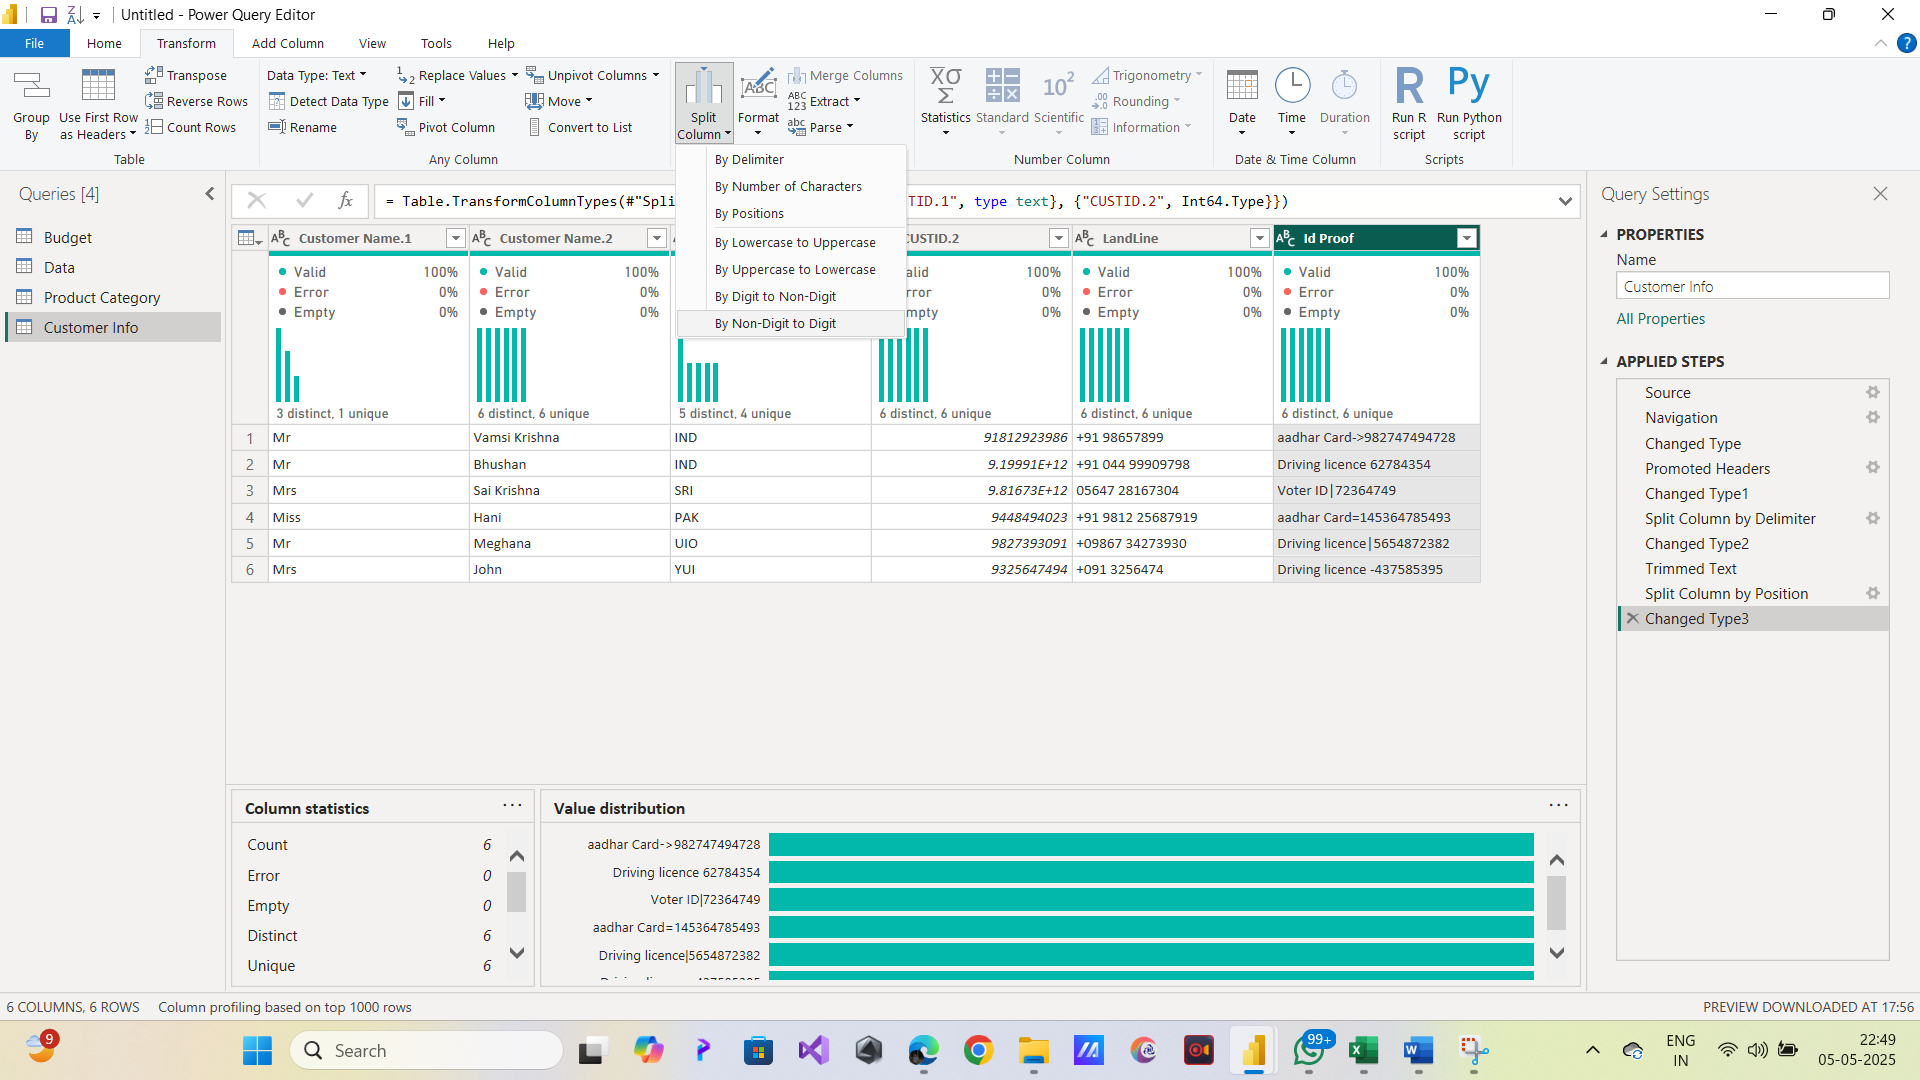 Untitled - Power Query Editor
File Home Transform Add Column View Tools Help
Group By
Use First Row as Headers
Transpose
Reverse Rows
Count Rows
Table
Data Type: Text
Detect Data Type
Rename
Replace Values
Fill
Pivot Column
Unpivot Columns
Move
Convert to List
Any Column
Split Column
Format
Merge Columns
Extract
Parse
Statistics Standard Scientific
Trigonometry
Rounding
Information
Number Column
Date Time Duration
Date & Time Column
Run R script
Run Python script
Scripts
By Delimiter
By Number of Characters
By Positions
By Lowercase to Uppercase
By Uppercase to Lowercase
By Digit to Non-Digit
By Non-Digit to Digit
Queries [4]
Budget
Data
Product Category
Customer Info
= Table.TransformColumnTypes(#"Spli TID.1", type text}, {"CUSTID.2", Int64.Type}})
Customer Name.1 Customer Name.2 CUSTID.2 LandLine Id Proof
Valid 100% Valid 100% alid 100% Valid 100% Valid 100%
Error 0% Error 0% rror 0% Error 0% Error 0%
Empty 0% Empty 0% mpty 0% Empty 0% Empty 0%
3 distinct, 1 unique 6 distinct, 6 unique 5 distinct, 4 unique 6 distinct, 6 unique 6 distinct, 6 unique 6 distinct, 6 unique
1 Mr Vamsi Krishna IND 91812923986 +91 98657899 aadhar Card->982747494728
2 Mr Bhushan IND 9.19991E+12 +91 044 99909798 Driving licence 62784354
3 Mrs Sai Krishna SRI 9.81673E+12 05647 28167304 Voter ID|72364749
4 Miss Hani PAK 9448494023 +91 9812 25687919 aadhar Card=145364785493
5 Mr Meghana UIO 9827393091 +09867 34273930 Driving licence|5654872382
6 Mrs John YUI 9325647494 +091 3256474 Driving licence -437585395
Query Settings
PROPERTIES
Name
Customer Info
All Properties
APPLIED STEPS
Source
Navigation
Changed Type
Promoted Headers
Changed Type1
Split Column by Delimiter
Changed Type2
Trimmed Text
Split Column by Position
Changed Type3
Column statistics
Count 6
Error 0
Empty 0
Distinct 6
Unique 6
Value distribution
aadhar Card->982747494728
Driving licence 62784354
Voter ID|72364749
aadhar Card=145364785493
Driving licence|5654872382
6 COLUMNS, 6 ROWS Column profiling based on top 1000 rows
PREVIEW DOWNLOADED AT 17:56
9
Search
99+
ENG
IN
22:49
05-05-2025